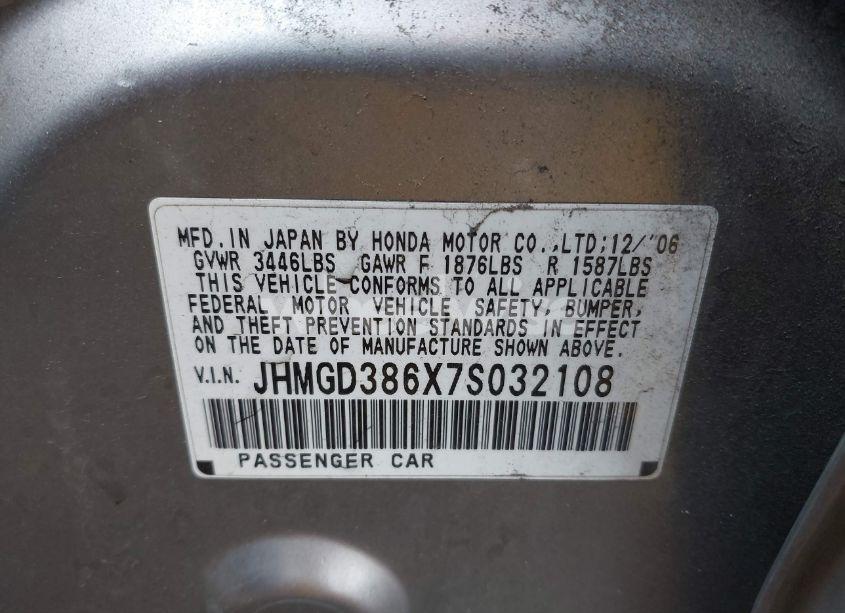 MFD. IN JAPAN BY HONDA MOTOR CO., LTD; 12/'06
GVWR 3446LBS GAWR F 1876LBS R 1587LBS
THIS VEHICLE CONFORMS TO ALL APPLICABLE
FEDERAL MOTOR VEHICLE SAFETY, BUMPER,
AND THEFT PREVENTION STANDARDS IN EFFECT
ON THE DATE OF MANUFACTURE SHOWN ABOVE.
V.I.N. JHMGD386X7S032108
PASSENGER CAR